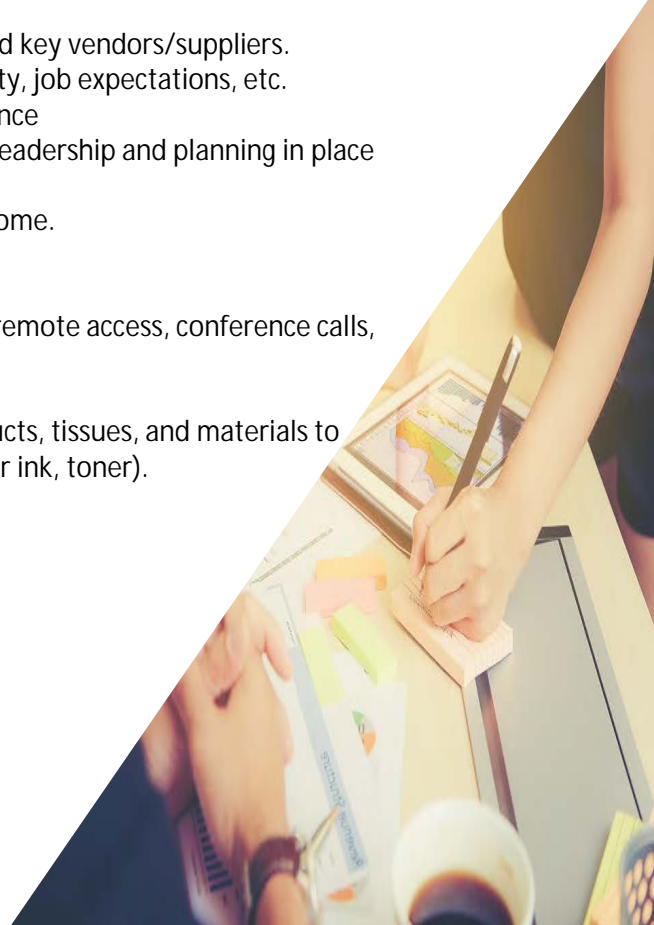 d key vendors/suppliers.
ty, job expectations, etc.
nce
eadership and planning in place
ome.
remote access, conference calls,
ucts, tissues, and materials to
r ink, toner).